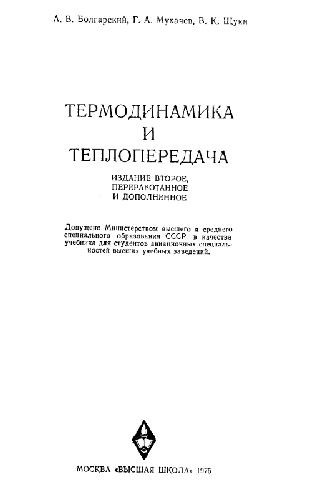 А. В. Болгарский, Г. А. Мухачев, В. К. Щукин
ТЕРМОДИНАМИКА
И
ТЕПЛОПЕРЕДАЧА
ИЗДАНИЕ ВТОРОЕ,
ПЕРЕРАБОТАННОЕ
И ДОПОЛНЕННОЕ
Допущено Министерством высшего и среднего
специального образования СССР в качестве
учебника для студентов авиационных специаль-
ностей высших учебных заведений.
МОСКВА «ВЫСШАЯ ШКОЛА» 1975